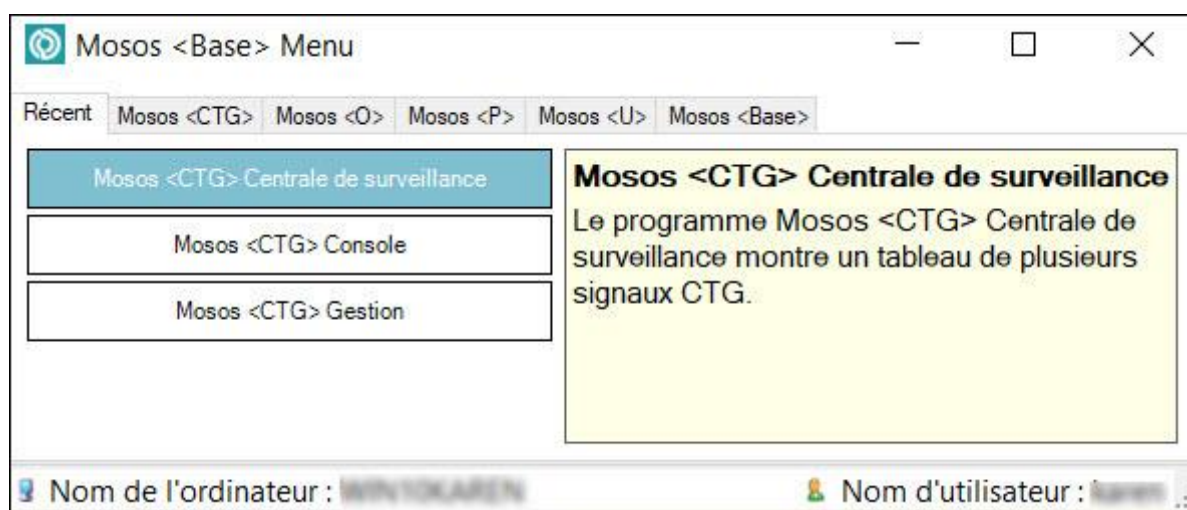 Mosos <Base> Menu
Récent Mosos <CTG> Mosos <O> Mosos <P> Mosos <U> Mosos <Base>
Mosos <CTG> Centrale de surveillance
Mosos <CTG> Console
Mosos <CTG> Gestion
Mosos <CTG> Centrale de surveillance
Le programme Mosos <CTG> Centrale de
surveillance montre un tableau de plusieurs
signaux CTG.
Nom de l'ordinateur :
Nom d'utilisateur :